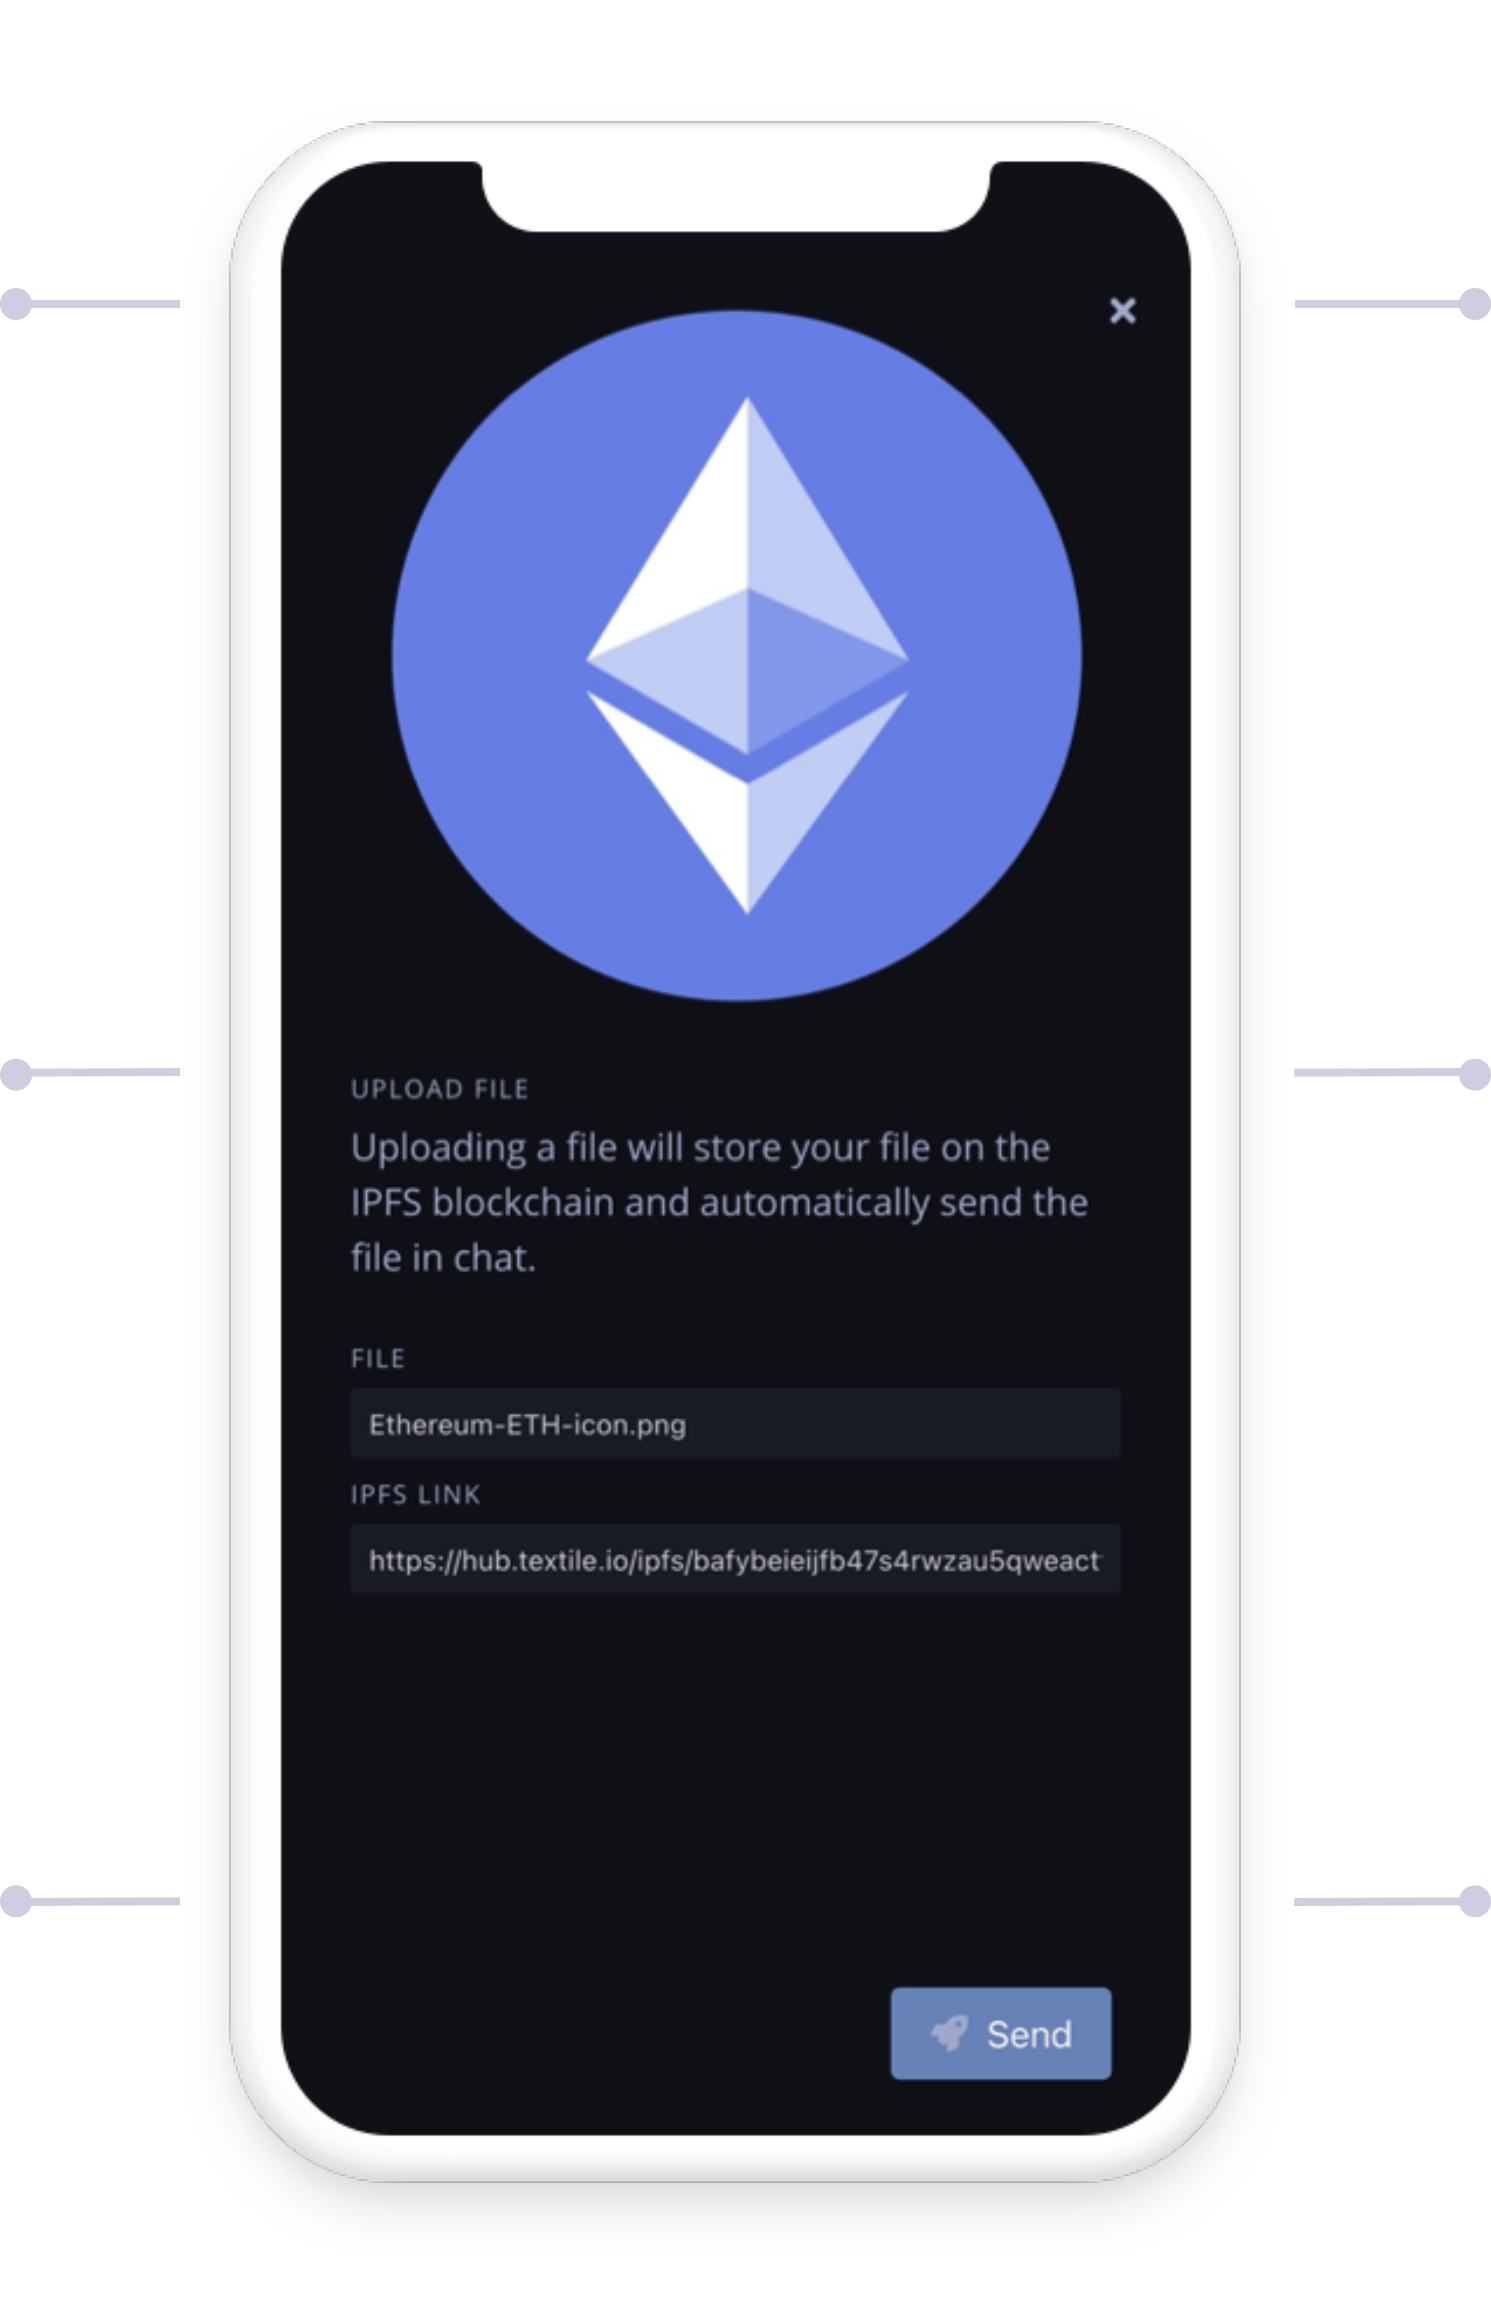 UPLOAD FILE
Uploading a file will store your file on the
IPFS blockchain and automatically send the
file in chat.
FILE
Ethereum-ETH-icon.png
IPFS LINK
https://hub.textile.io/ipfs/bafybeieijfb47s4rwzau5qweact
Send